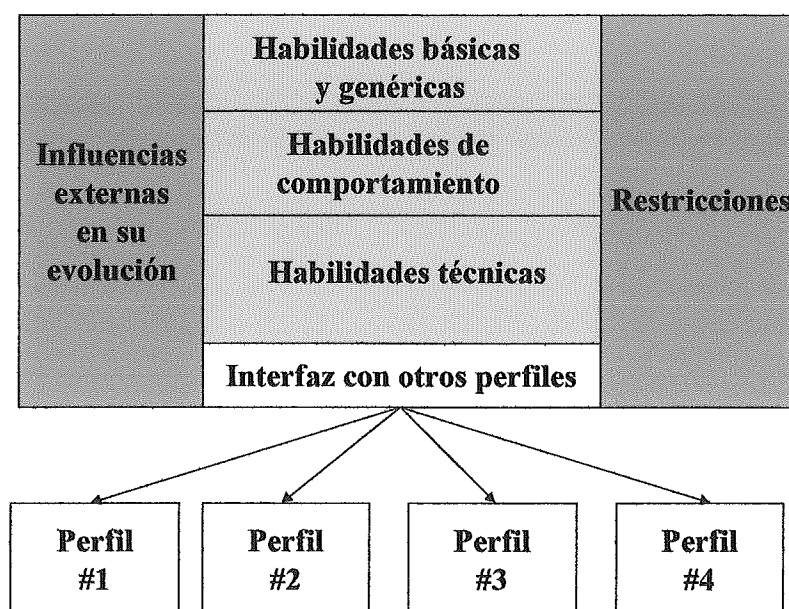 Influencias
externas
en su
evolución
Habilidades básicas
y genéricas
Habilidades de
comportamiento
Habilidades técnicas
Interfaz con otros perfiles
Restricciones
Perfil
#1
Perfil
#2
Perfil
#3
Perfil
#4